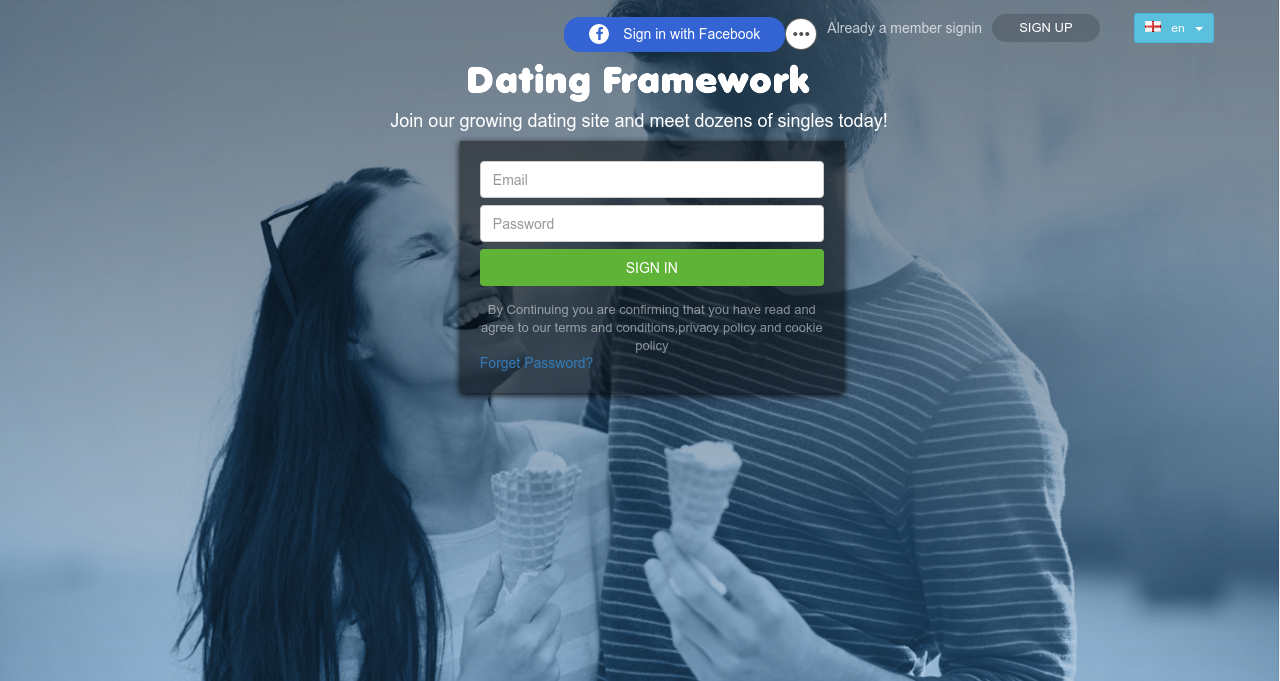 Sign in with Facebook
Already a member signin
SIGN UP
en
Dating Framework
Join our growing dating site and meet dozens of singles today!
Email
Password
SIGN IN
By Continuing you are confirming that you have read and
agree to our terms and conditions,privacy policy and cookie
policy
Forget Password?